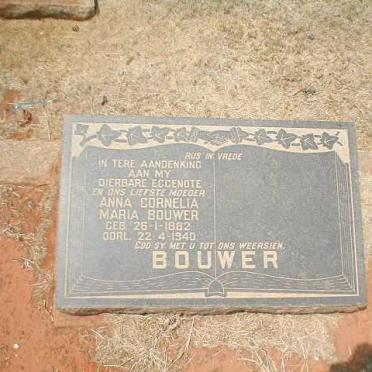 RUS IN VREDE
IN TERE AANDENKING
AAN MY
DIERBARE EGGENOTE
EN ONS LIEFSTE MOEDER
ANNA CORNELIA
MARIA BOUWER
GEB. 26-1-1882
OORL. 22-4-1940.
GOD SY MET U TOT ONS WEERSIEN.
BOUWER